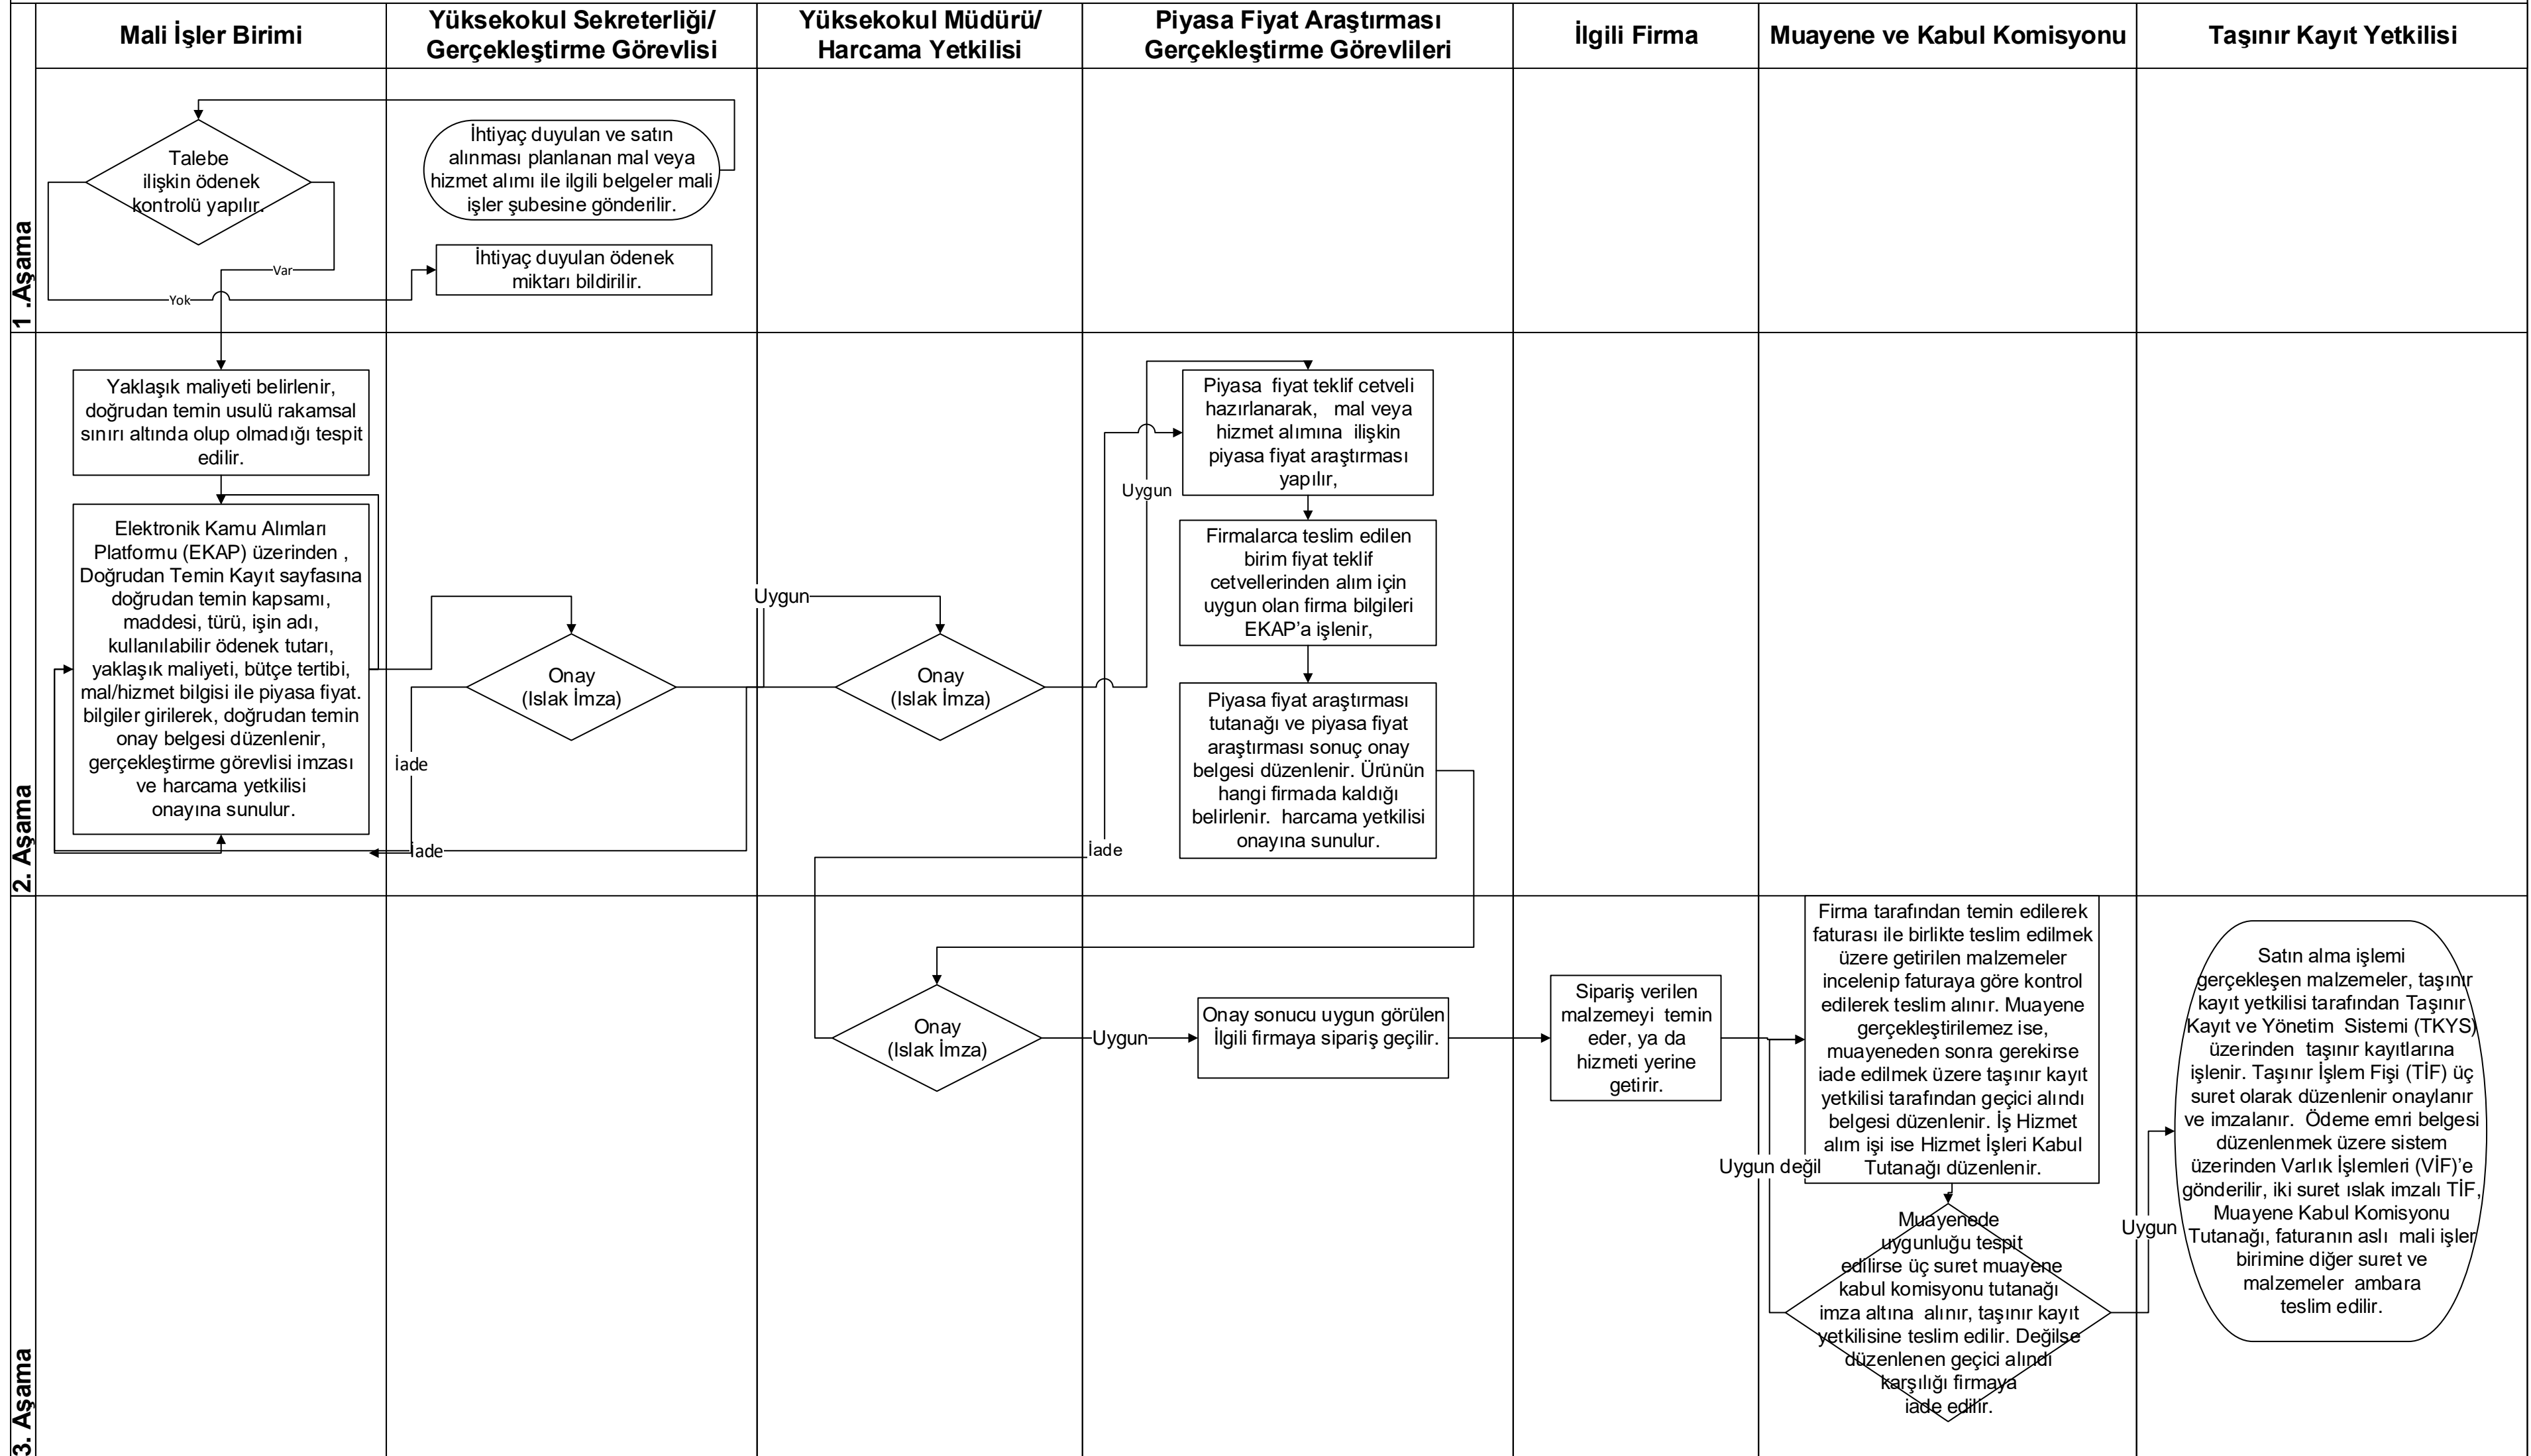 Mali İşler Birimi
Yüksekokul Sekreterliği/
Gerçekleştirme Görevlisi
Yüksekokul Müdürü/
Harcama Yetkilisi
Piyasa Fiyat Araştırması
Gerçekleştirme Görevlileri
İlgili Firma
Muayene ve Kabul Komisyonu
Taşınır Kayıt Yetkilisi
1 .Aşama
Talebe
ilişkin ödenek
kontrolü yapılır.
İhtiyaç duyulan ve satın
alınması planlanan mal veya
hizmet alımı ile ilgili belgeler mali
işler şubesine gönderilir.
İhtiyaç duyulan ödenek
miktarı bildirilir.
Var
Yok
2. Aşama
Yaklaşık maliyeti belirlenir,
doğrudan temin usulü rakamsal
sınırı altında olup olmadığı tespit
edilir.
Elektronik Kamu Alımları
Platformu (EKAP) üzerinden ,
Doğrudan Temin Kayıt sayfasına
doğrudan temin kapsamı,
maddesi, türü, işin adı,
kullanılabilir ödenek tutarı,
yaklaşık maliyeti, bütçe tertibi,
mal/hizmet bilgisi ile piyasa fiyat.
bilgiler girilerek, doğrudan temin
onay belgesi düzenlenir,
gerçekleştirme görevlisi imzası
ve harcama yetkilisi
onayına sunulur.
Onay
(Islak İmza)
İade
İade
Uygun
Onay
(Islak İmza)
Uygun
İade
Piyasa fiyat teklif cetveli
hazırlanarak, mal veya
hizmet alımına ilişkin
piyasa fiyat araştırması
yapılır,
Firmalarca teslim edilen
birim fiyat teklif
cetvellerinden alım için
uygun olan firma bilgileri
EKAP’a işlenir,
Piyasa fiyat araştırması
tutanağı ve piyasa fiyat
araştırması sonuç onay
belgesi düzenlenir. Ürünün
hangi firmada kaldığı
belirlenir. harcama yetkilisi
onayına sunulur.
3. Aşama
Onay
(Islak İmza)
Uygun
Onay sonucu uygun görülen
İlgili firmaya sipariş geçilir.
Sipariş verilen
malzemeyi temin
eder, ya da
hizmeti yerine
getirir.
Firma tarafından temin edilerek
faturası ile birlikte teslim edilmek
üzere getirilen malzemeler
incelenip faturaya göre kontrol
edilerek teslim alınır. Muayene
gerçekleştirilemez ise,
muayeneden sonra gerekirse
iade edilmek üzere taşınır kayıt
yetkilisi tarafından geçici alındı
belgesi düzenlenir. İş Hizmet
alım işi ise Hizmet İşleri Kabul
Tutanağı düzenlenir.
Uygun değil
Muayenede
uygunluğu tespit
edilirse üç suret muayene
kabul komisyonu tutanağı
imza altına alınır, taşınır kayıt
yetkilisine teslim edilir. Değilse
düzenlenen geçici alındı
karşılığı firmaya
iade edilir.
Uygun
Satın alma işlemi
gerçekleşen malzemeler, taşınır
kayıt yetkilisi tarafından Taşınır
Kayıt ve Yönetim Sistemi (TKYS)
üzerinden taşınır kayıtlarına
işlenir. Taşınır İşlem Fişi (TİF) üç
suret olarak düzenlenir onaylanır
ve imzalanır. Ödeme emri belgesi
düzenlenmek üzere sistem
üzerinden Varlık İşlemleri (VİF)’e
gönderilir, iki suret ıslak imzalı TİF,
Muayene Kabul Komisyonu
Tutanağı, faturanın aslı mali işler
birimine diğer suret ve
malzemeler ambara
teslim edilir.